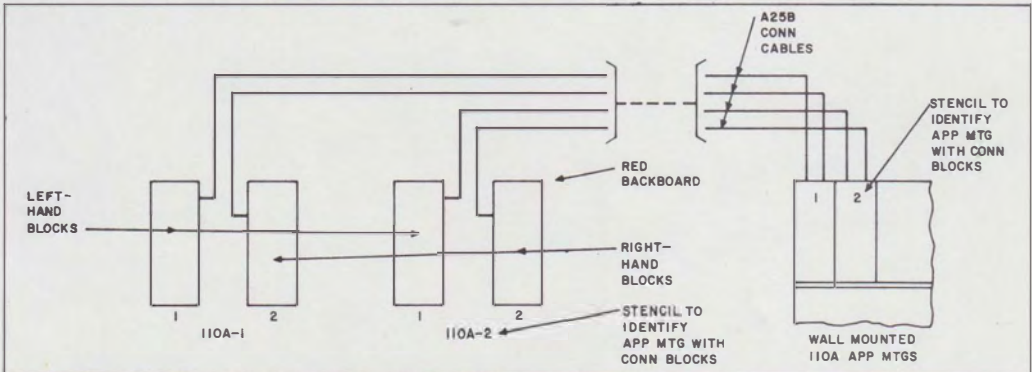 A25B
CONN
CABLES
STENCIL TO
IDENTIFY
APP MTG
WITH CONN
BLOCKS
RED
BACKBOARD
1 2
LEFT-
HAND
BLOCKS
RIGHT-
HAND
BLOCKS
1 2 1 2
110A-1 110A-2
STENCIL TO
IDENTIFY
APP MTG WITH
CONN BLOCKS
WALL MOUNTED
110A APP MTGS